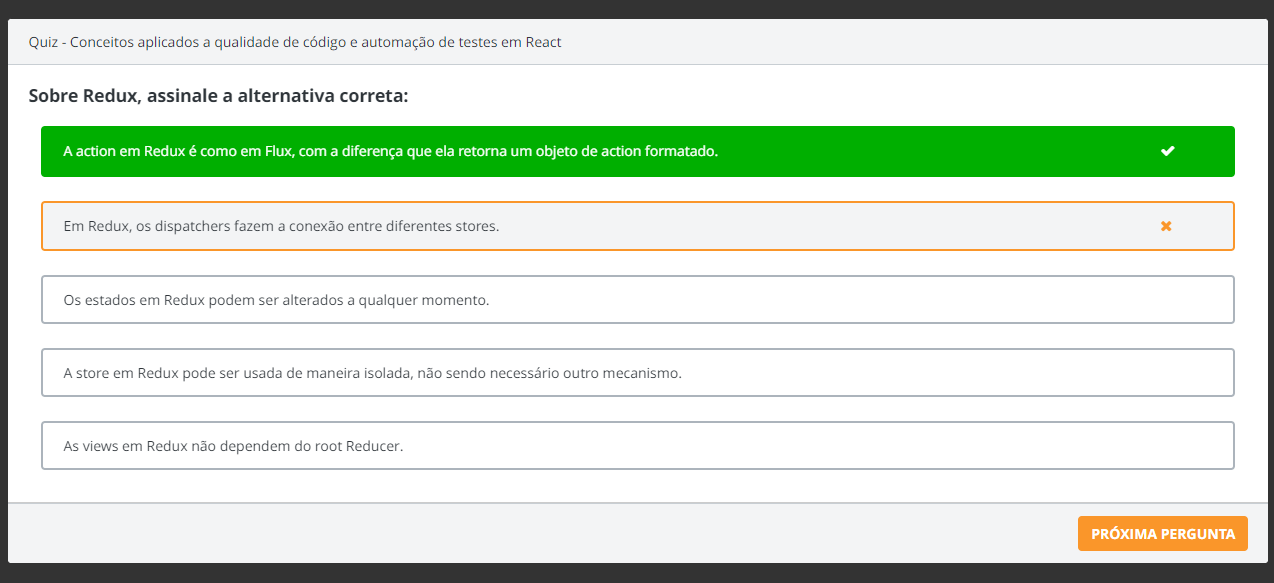 Quiz - Conceitos aplicados a qualidade de código e automação de testes em React
Sobre Redux, assinale a alternativa correta:
A action em Redux é como em Flux, com a diferença que ela retorna um objeto de action formatado.
Em Redux, os dispatchers fazem a conexão entre diferentes stores.
Os estados em Redux podem ser alterados a qualquer momento.
A store em Redux pode ser usada de maneira isolada, não sendo necessário outro mecanismo.
As views em Redux não dependem do root Reducer.
PRÓXIMA PERGUNTA